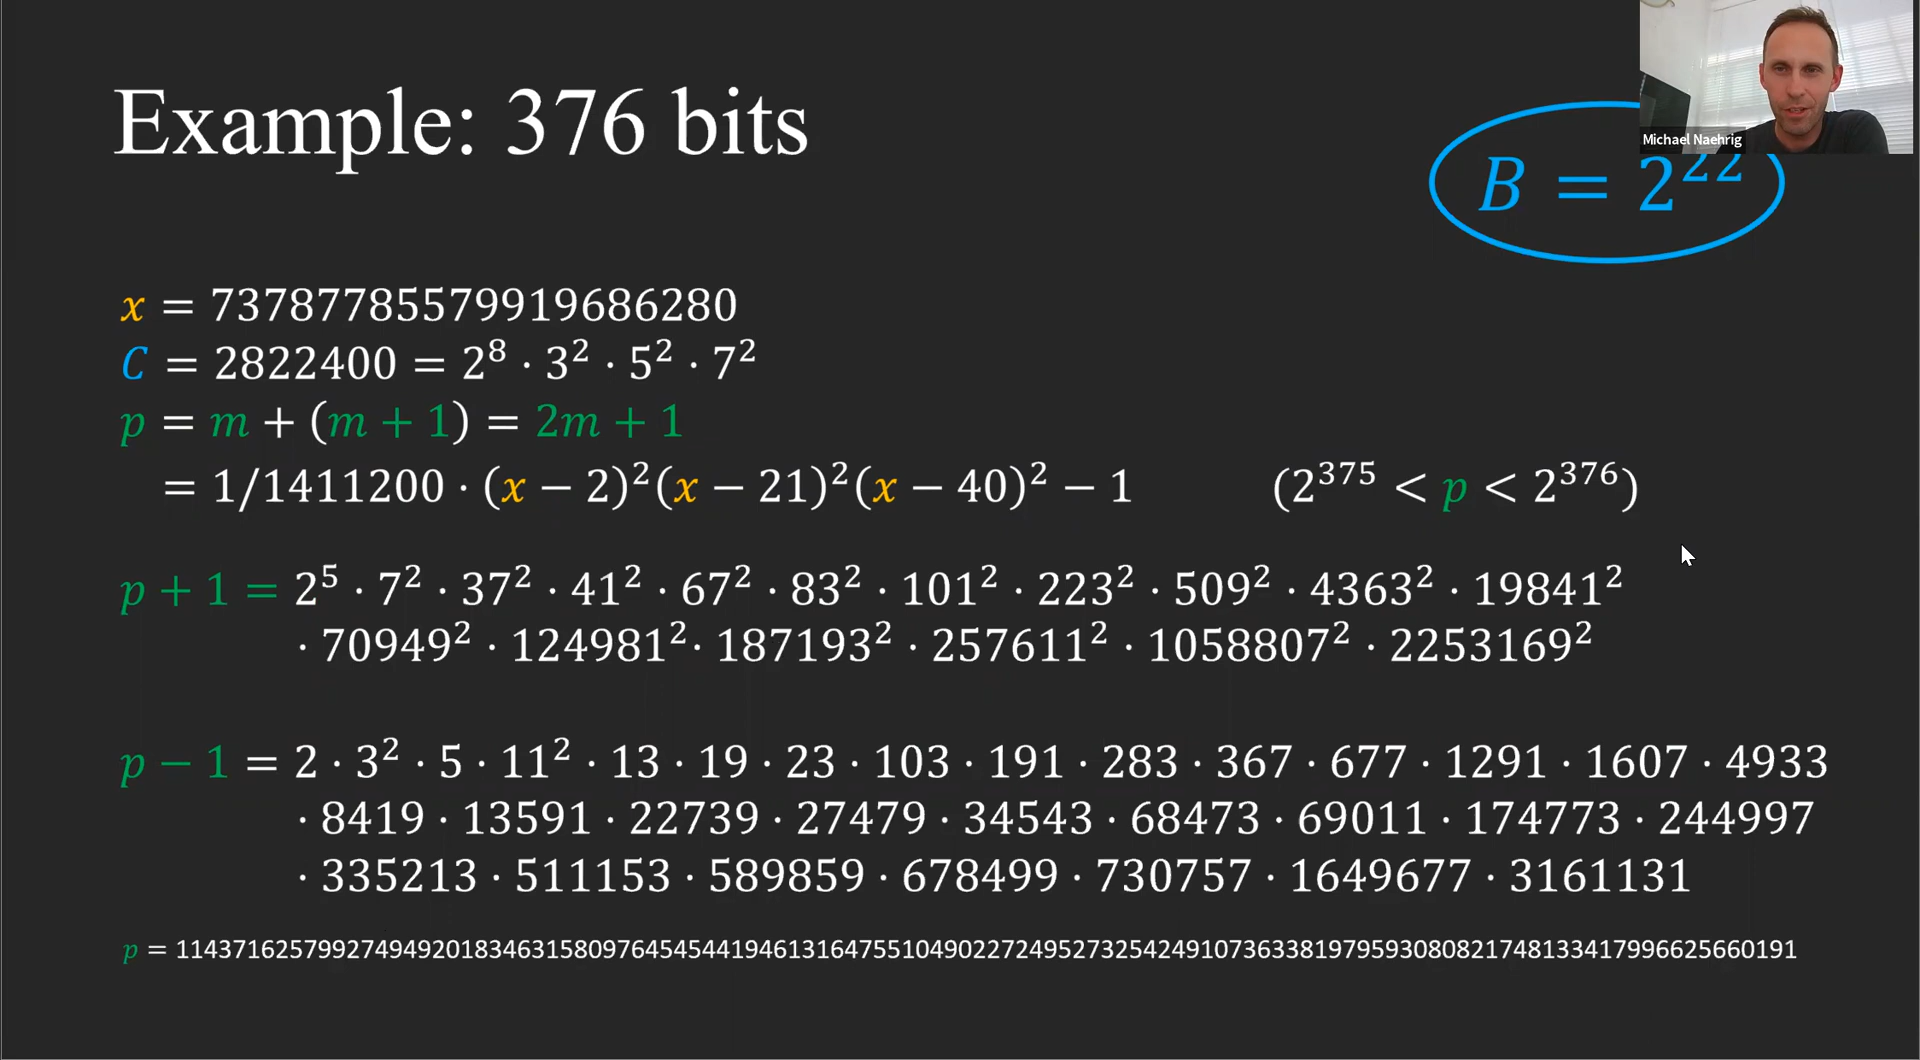 Example: 376 bits
Michael Naehrig
B = 2²²
x = 73787785579919686280
C = 2822400 = 2⁸ · 3² · 5² · 7²
p = m + (m + 1) = 2m + 1
= 1/1411200 · (x − 2)²(x − 21)²(x − 40)² − 1 (2³⁷⁵ < p < 2³⁷⁶)
p + 1 = 2⁵ · 7² · 37² · 41² · 67² · 83² · 101² · 223² · 509² · 4363² · 19841²
· 70949² · 124981² · 187193² · 257611² · 1058807² · 2253169²
p − 1 = 2 · 3² · 5 · 11² · 13 · 19 · 23 · 103 · 191 · 283 · 367 · 677 · 1291 · 1607 · 4933
· 8419 · 13591 · 22739 · 27479 · 34543 · 68473 · 69011 · 174773 · 244997
· 335213 · 511153 · 589859 · 678499 · 730757 · 1649677 · 3161131
p = 114371625799274949201834631580976454544194613164755104902272495273254249107363381979593080821748133417996625660191